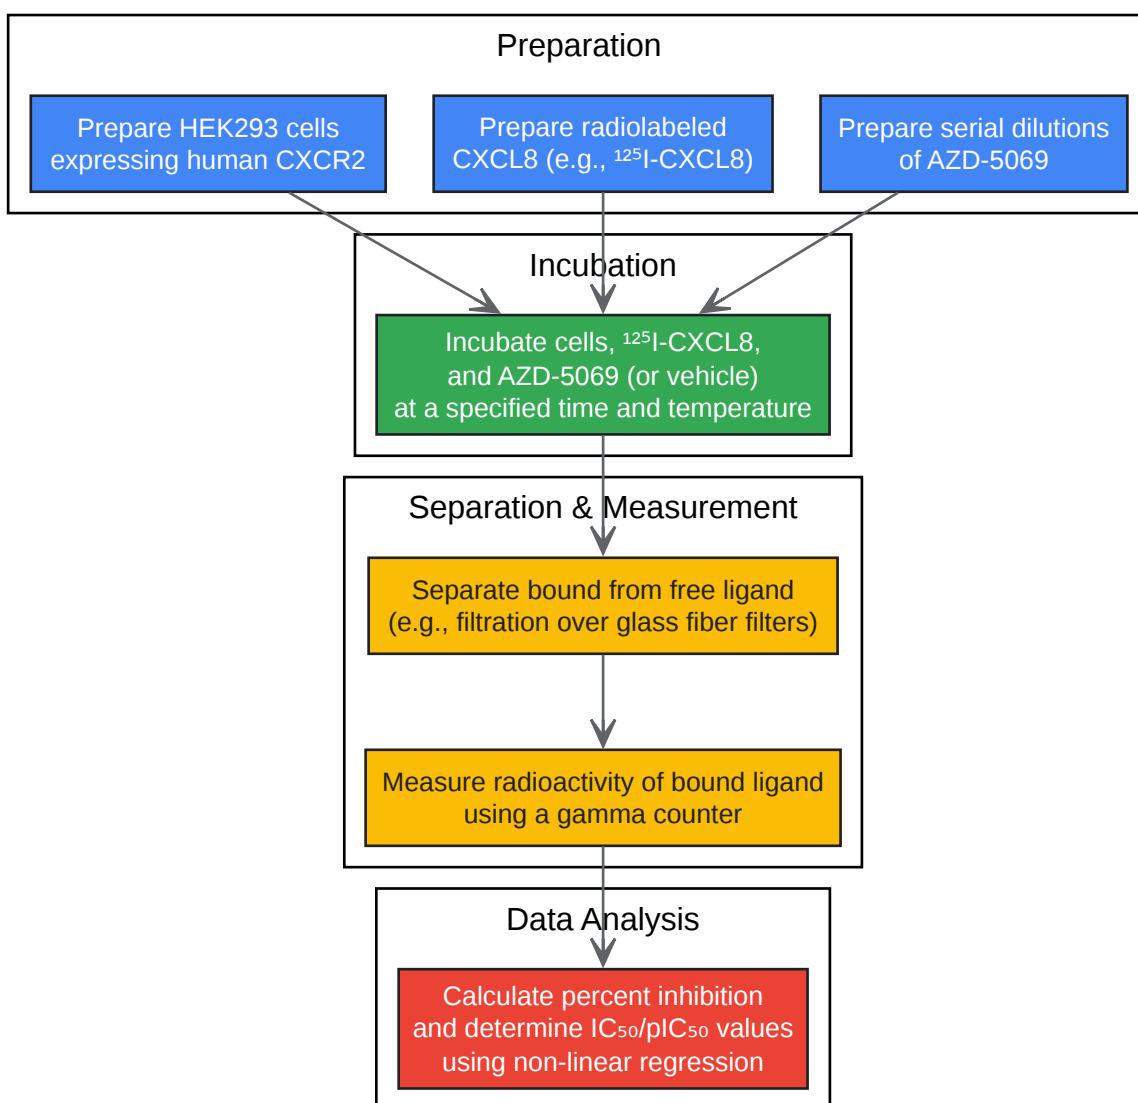 Preparation
Prepare HEK293 cells
expressing human CXCR2
Prepare radiolabeled
CXCL8 (e.g., ¹²⁵I-CXCL8)
Prepare serial dilutions
of AZD-5069
Incubation
Incubate cells, ¹²⁵I-CXCL8,
and AZD-5069 (or vehicle)
at a specified time and temperature
Separation & Measurement
Separate bound from free ligand
(e.g., filtration over glass fiber filters)
Measure radioactivity of bound ligand
using a gamma counter
Data Analysis
Calculate percent inhibition
and determine IC₅₀/pIC₅₀ values
using non-linear regression